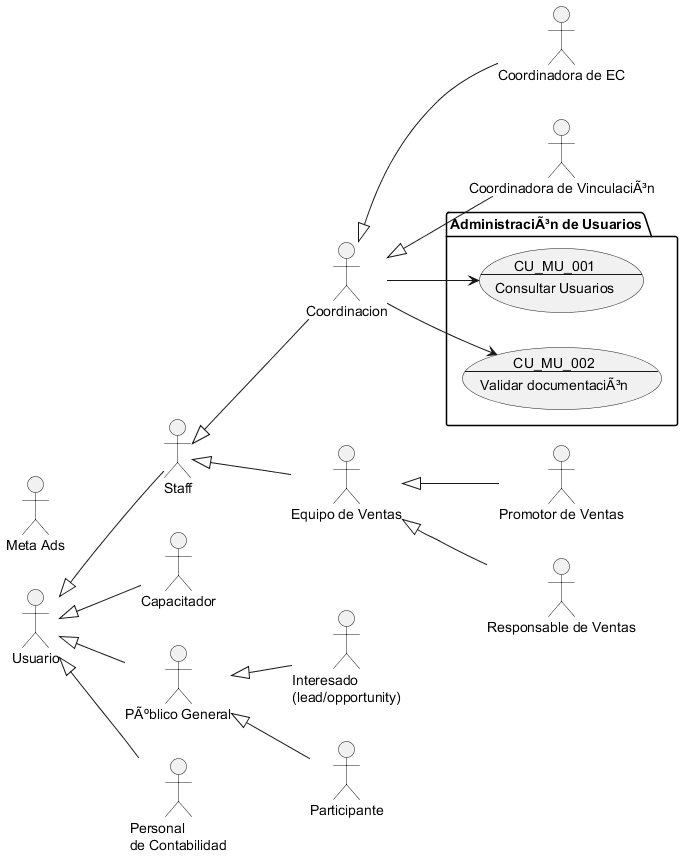 Coordinadora de EC
Coordinadora de VinculaciÃ³n
AdministraciÃ³n de Usuarios
CU_MU_001
Consultar Usuarios
Coordinacion
CU_MU_002
Validar documentaciÃ³n
Staff
Equipo de Ventas
Promotor de Ventas
Meta Ads
Capacitador
Responsable de Ventas
Usuario
Interesado
(lead/opportunity)
PÃºblico General
Participante
Personal
de Contabilidad